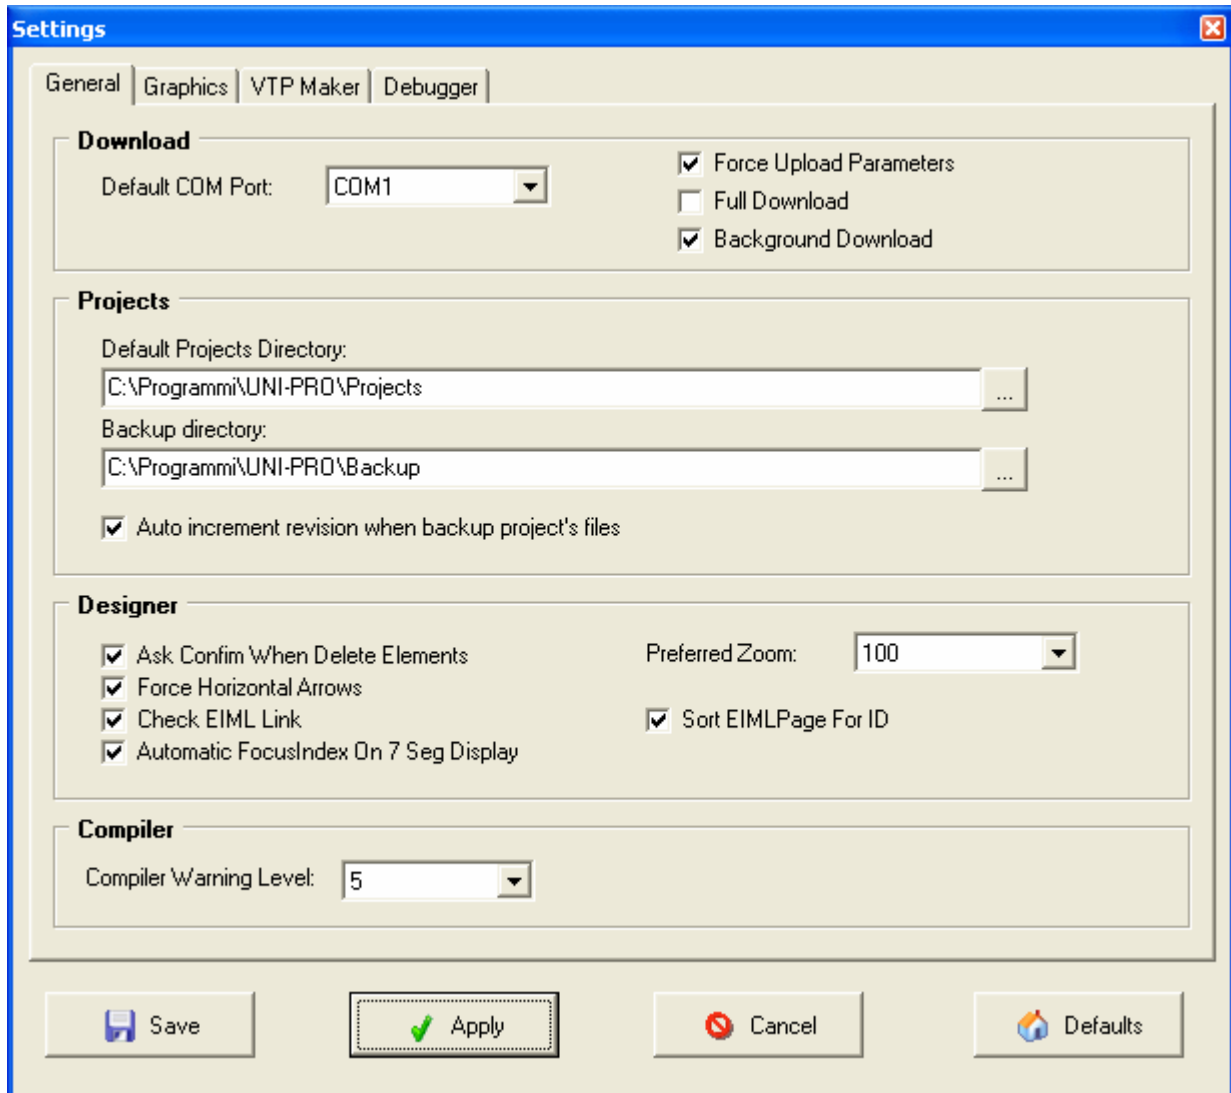 Settings
General Graphics VTP Maker Debugger
Download
Default COM Port: COM1
Force Upload Parameters
Full Download
Background Download
Projects
Default Projects Directory:
C:\Programmi\UNI-PRO\Projects ...
Backup directory:
C:\Programmi\UNI-PRO\Backup ...
Auto increment revision when backup project's files
Designer
Ask Confim When Delete Elements
Force Horizontal Arrows
Check EIML Link
Automatic FocusIndex On 7 Seg Display
Preferred Zoom: 100
Sort EIMLPage For ID
Compiler
Compiler Warning Level: 5
Save Apply Cancel Defaults